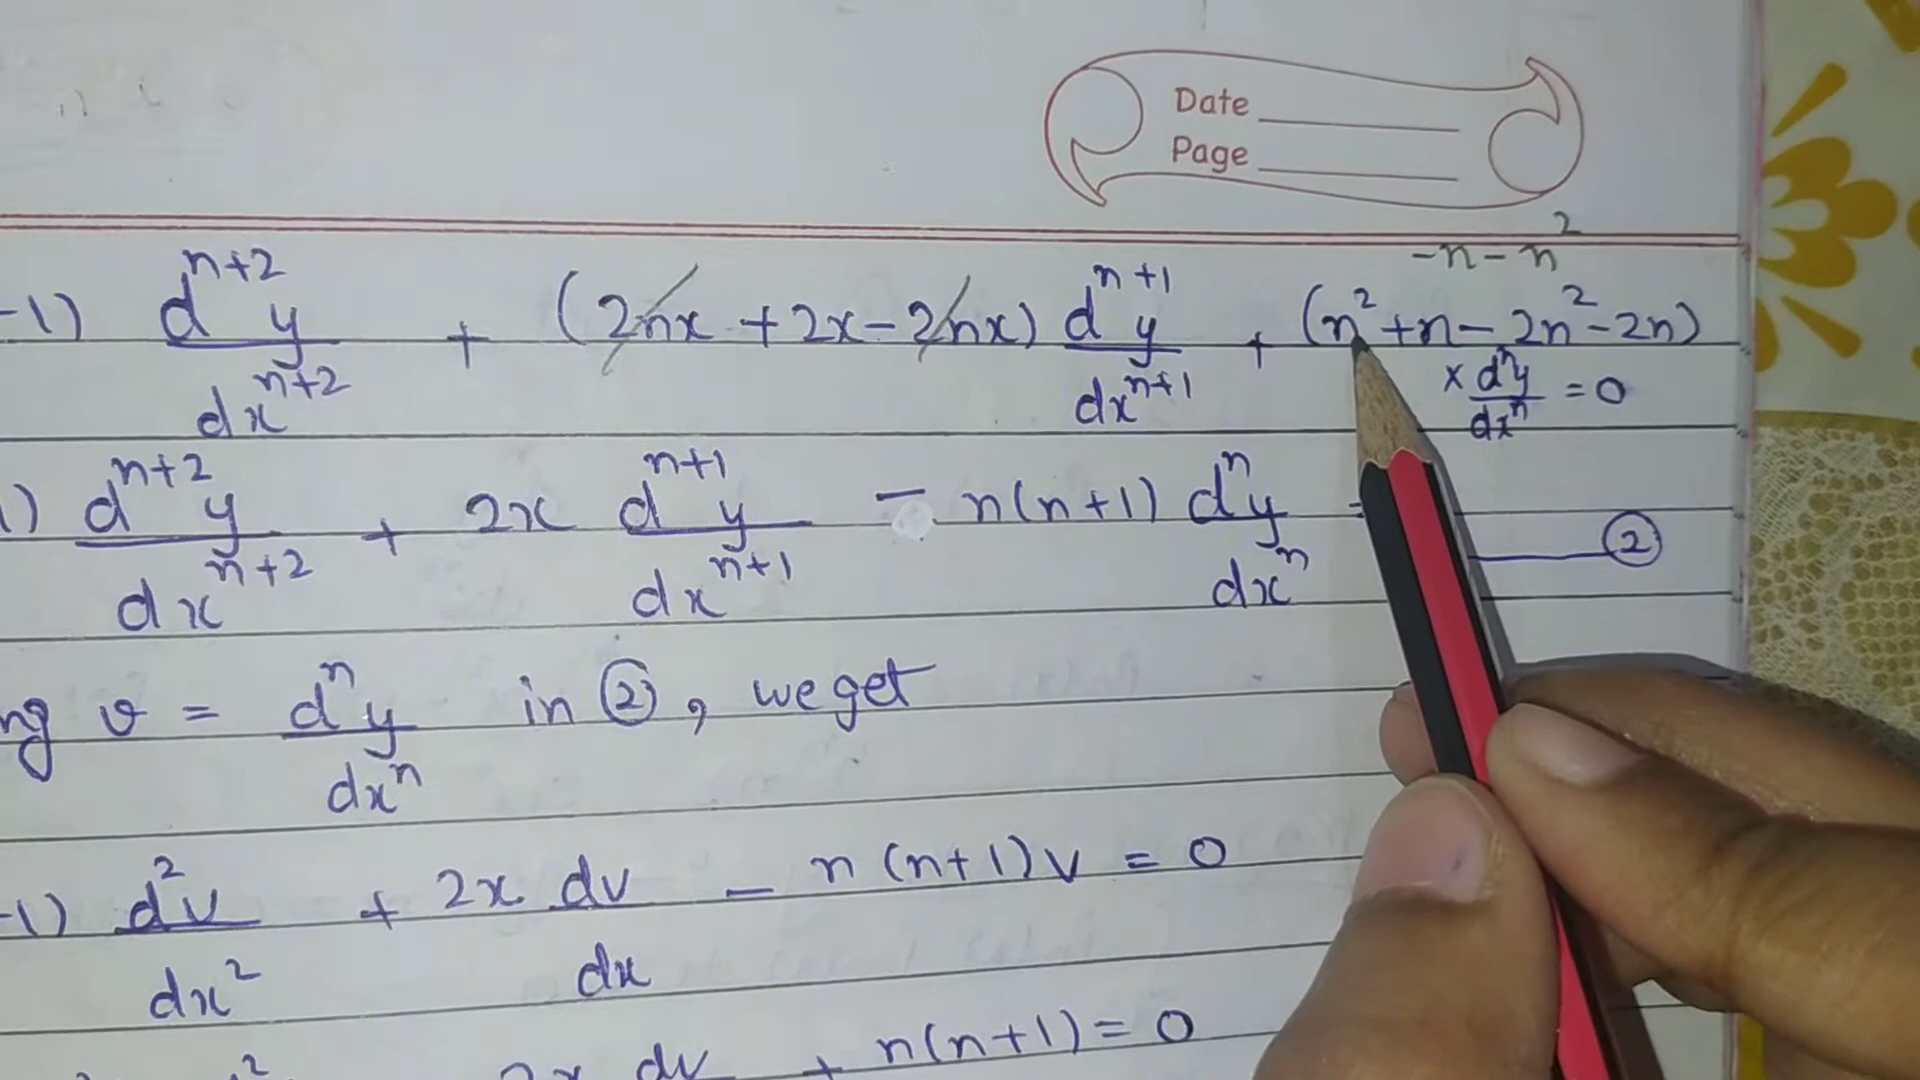 Date
Page
-n-n²
-1) d^{n+2}y/dx^{n+2} + (2nx + 2x - 2nx) d^{n+1}y/dx^{n+1} + (n²+n-2n²-2n)
× dⁿy/dxⁿ = 0
1) d^{n+2}y/dx^{n+2} + 2x d^{n+1}y/dx^{n+1} - n(n+1) dⁿy/dxⁿ = ②
ng v = dⁿy/dxⁿ in ②, we get
-1) d²v/dx² + 2x dv/dx - n(n+1)v = 0
2x dv + n(n+1) = 0